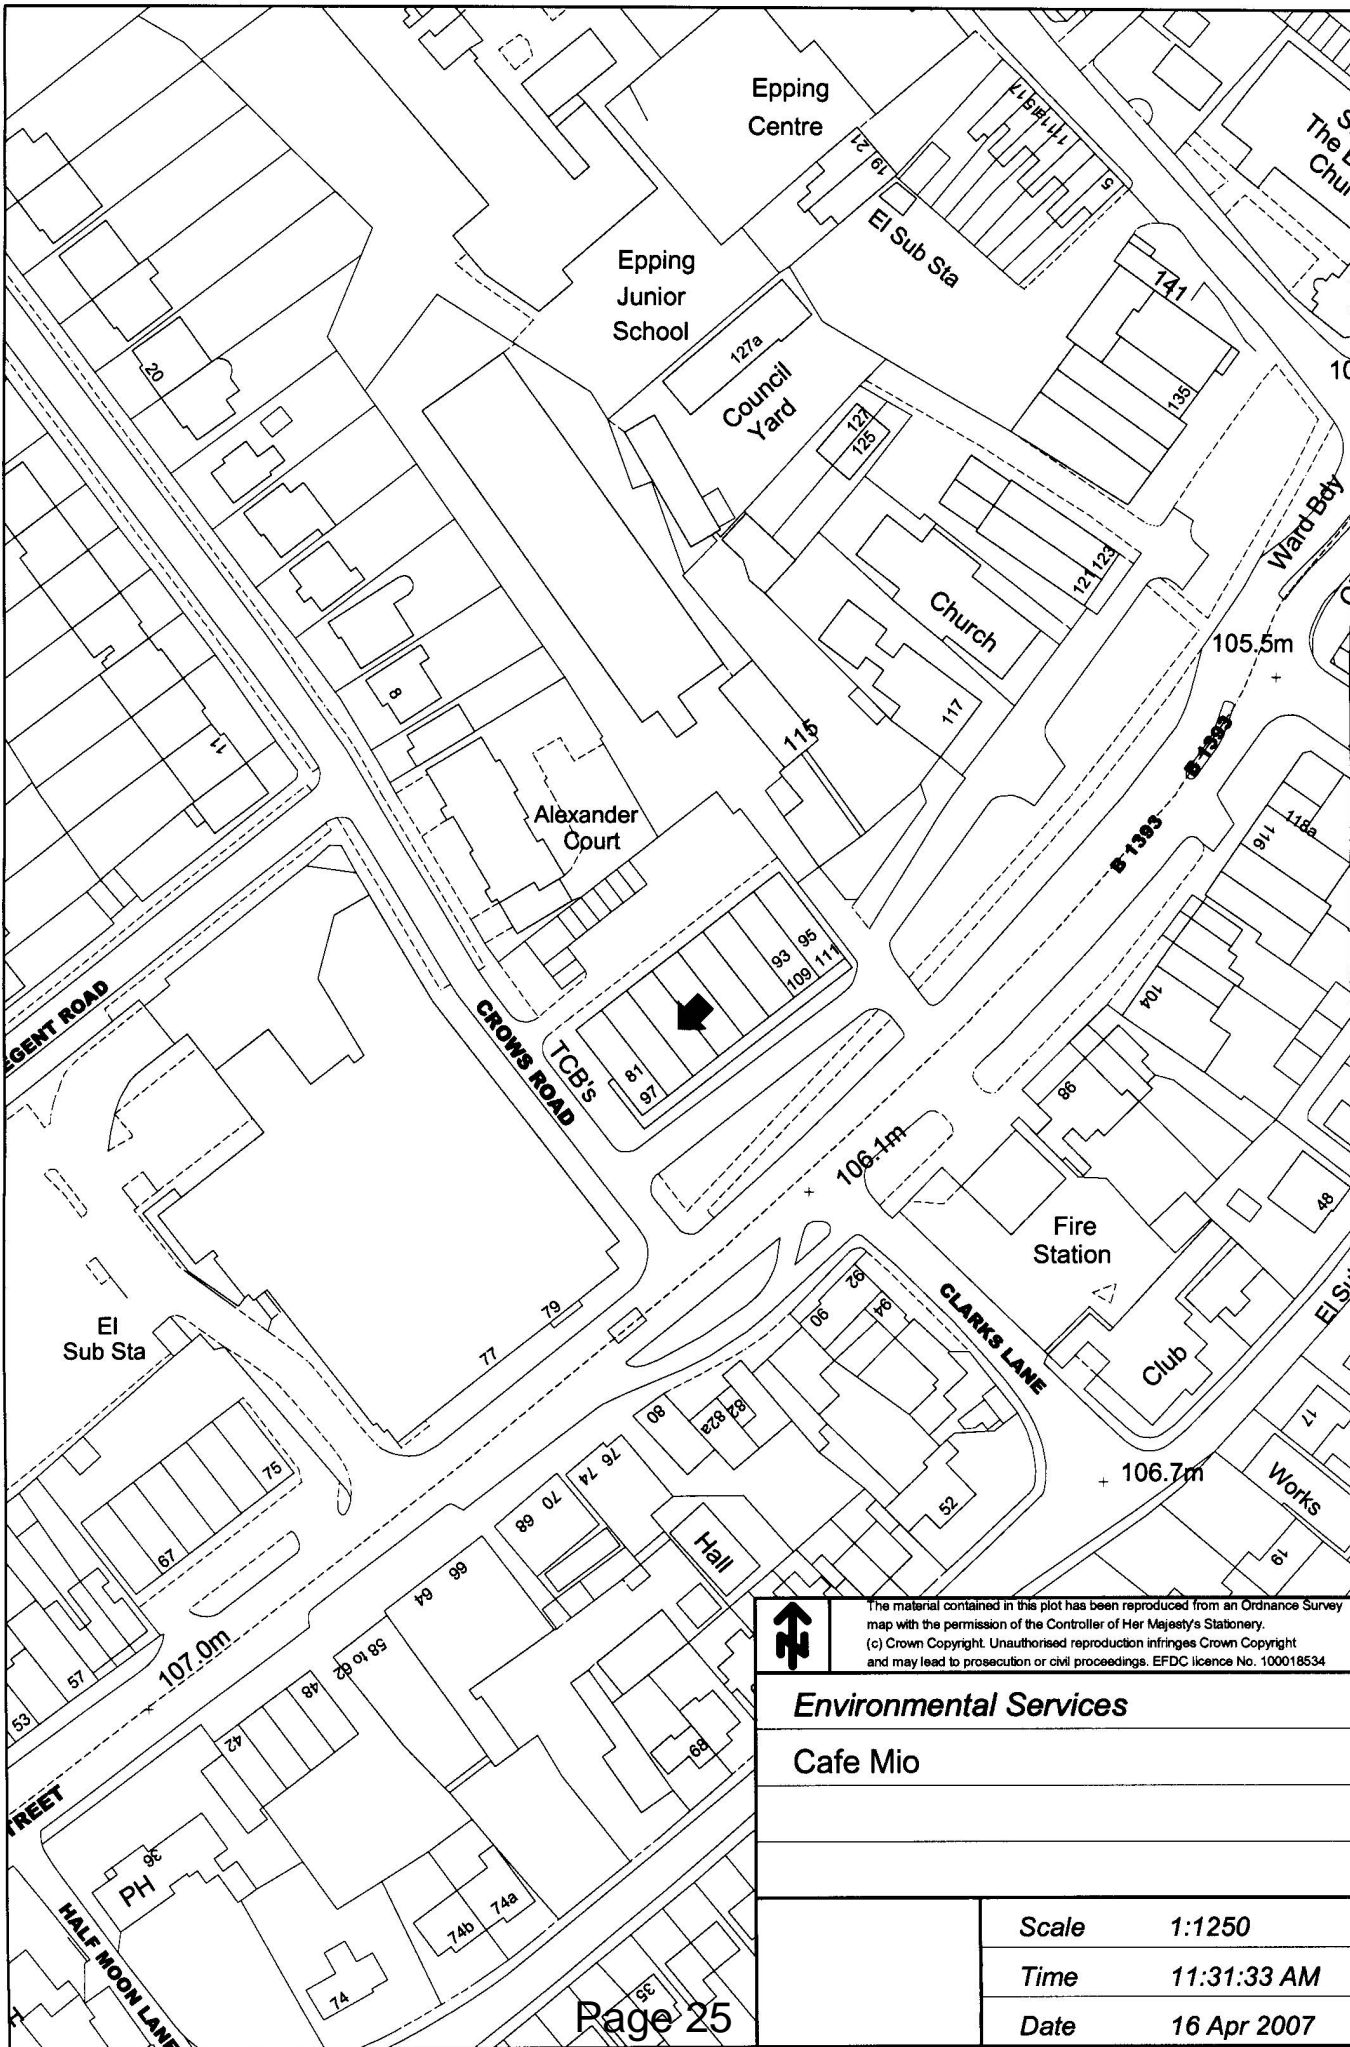 Epping
Centre
19 21
5
El Sub Sta
The
141
Epping
Junior
School
127a
Council
Yard
127
125
135
20
Ward Bdy
121 123
Church
105.5m
8
117
11
115
B 1393
B 1393
118a
116
Alexander
Court
93 95
109 111
104
EGENT ROAD
CROWS ROAD
TCB's
81
97
98
106.1m
48
Fire
Station
El
Sub Sta
79
77
92
94
90
CLARKS LANE
Club
80
82a
82
17
75
76
74
106.7m
Works
70
68
52
69
Hall
19
66
64
58 to 62
107.0m
57
53
48
42
89
TREET
36
PH
HALF MOON LANE
74b
74a
74
35
The material contained in this plot has been reproduced from an Ordnance Survey
map with the permission of the Controller of Her Majesty's Stationery.
(c) Crown Copyright. Unauthorised reproduction infringes Crown Copyright
and may lead to prosecution or civil proceedings. EFDC licence No. 100018534
N
Environmental Services
Cafe Mio
Scale 1:1250
Time 11:31:33 AM
Date 16 Apr 2007
Page 25